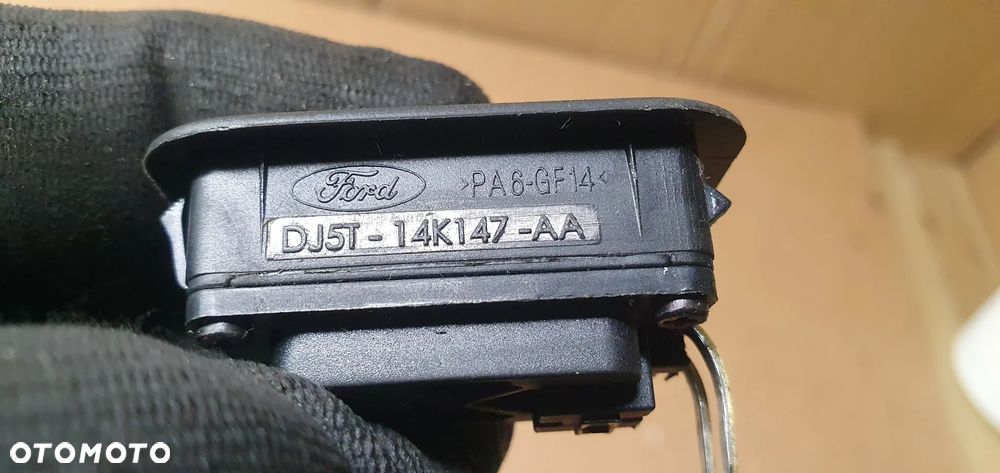 Ford >PA6-GF14<
DJ5T - 14K147 -AA
OTOMOTO